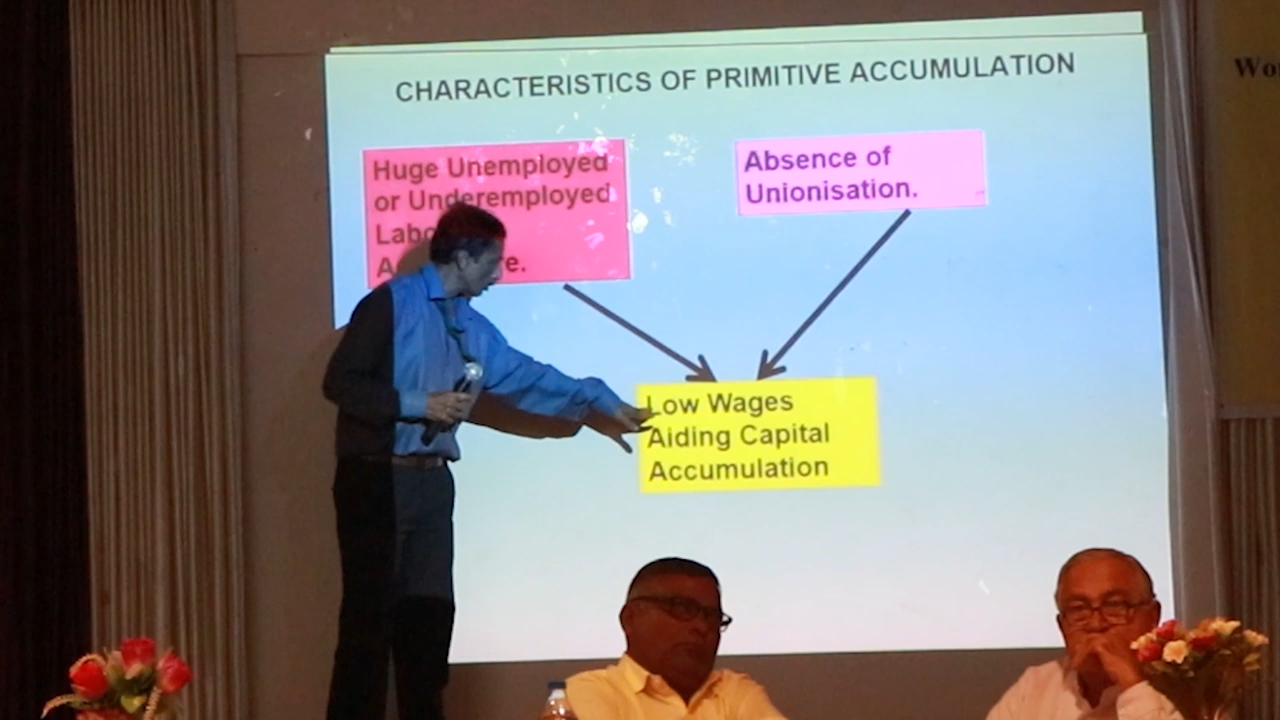 CHARACTERISTICS OF PRIMITIVE ACCUMULATION
Huge Unemployed
or Underemployed
Absence of
Unionisation.
Low Wages
Aiding Capital
Accumulation